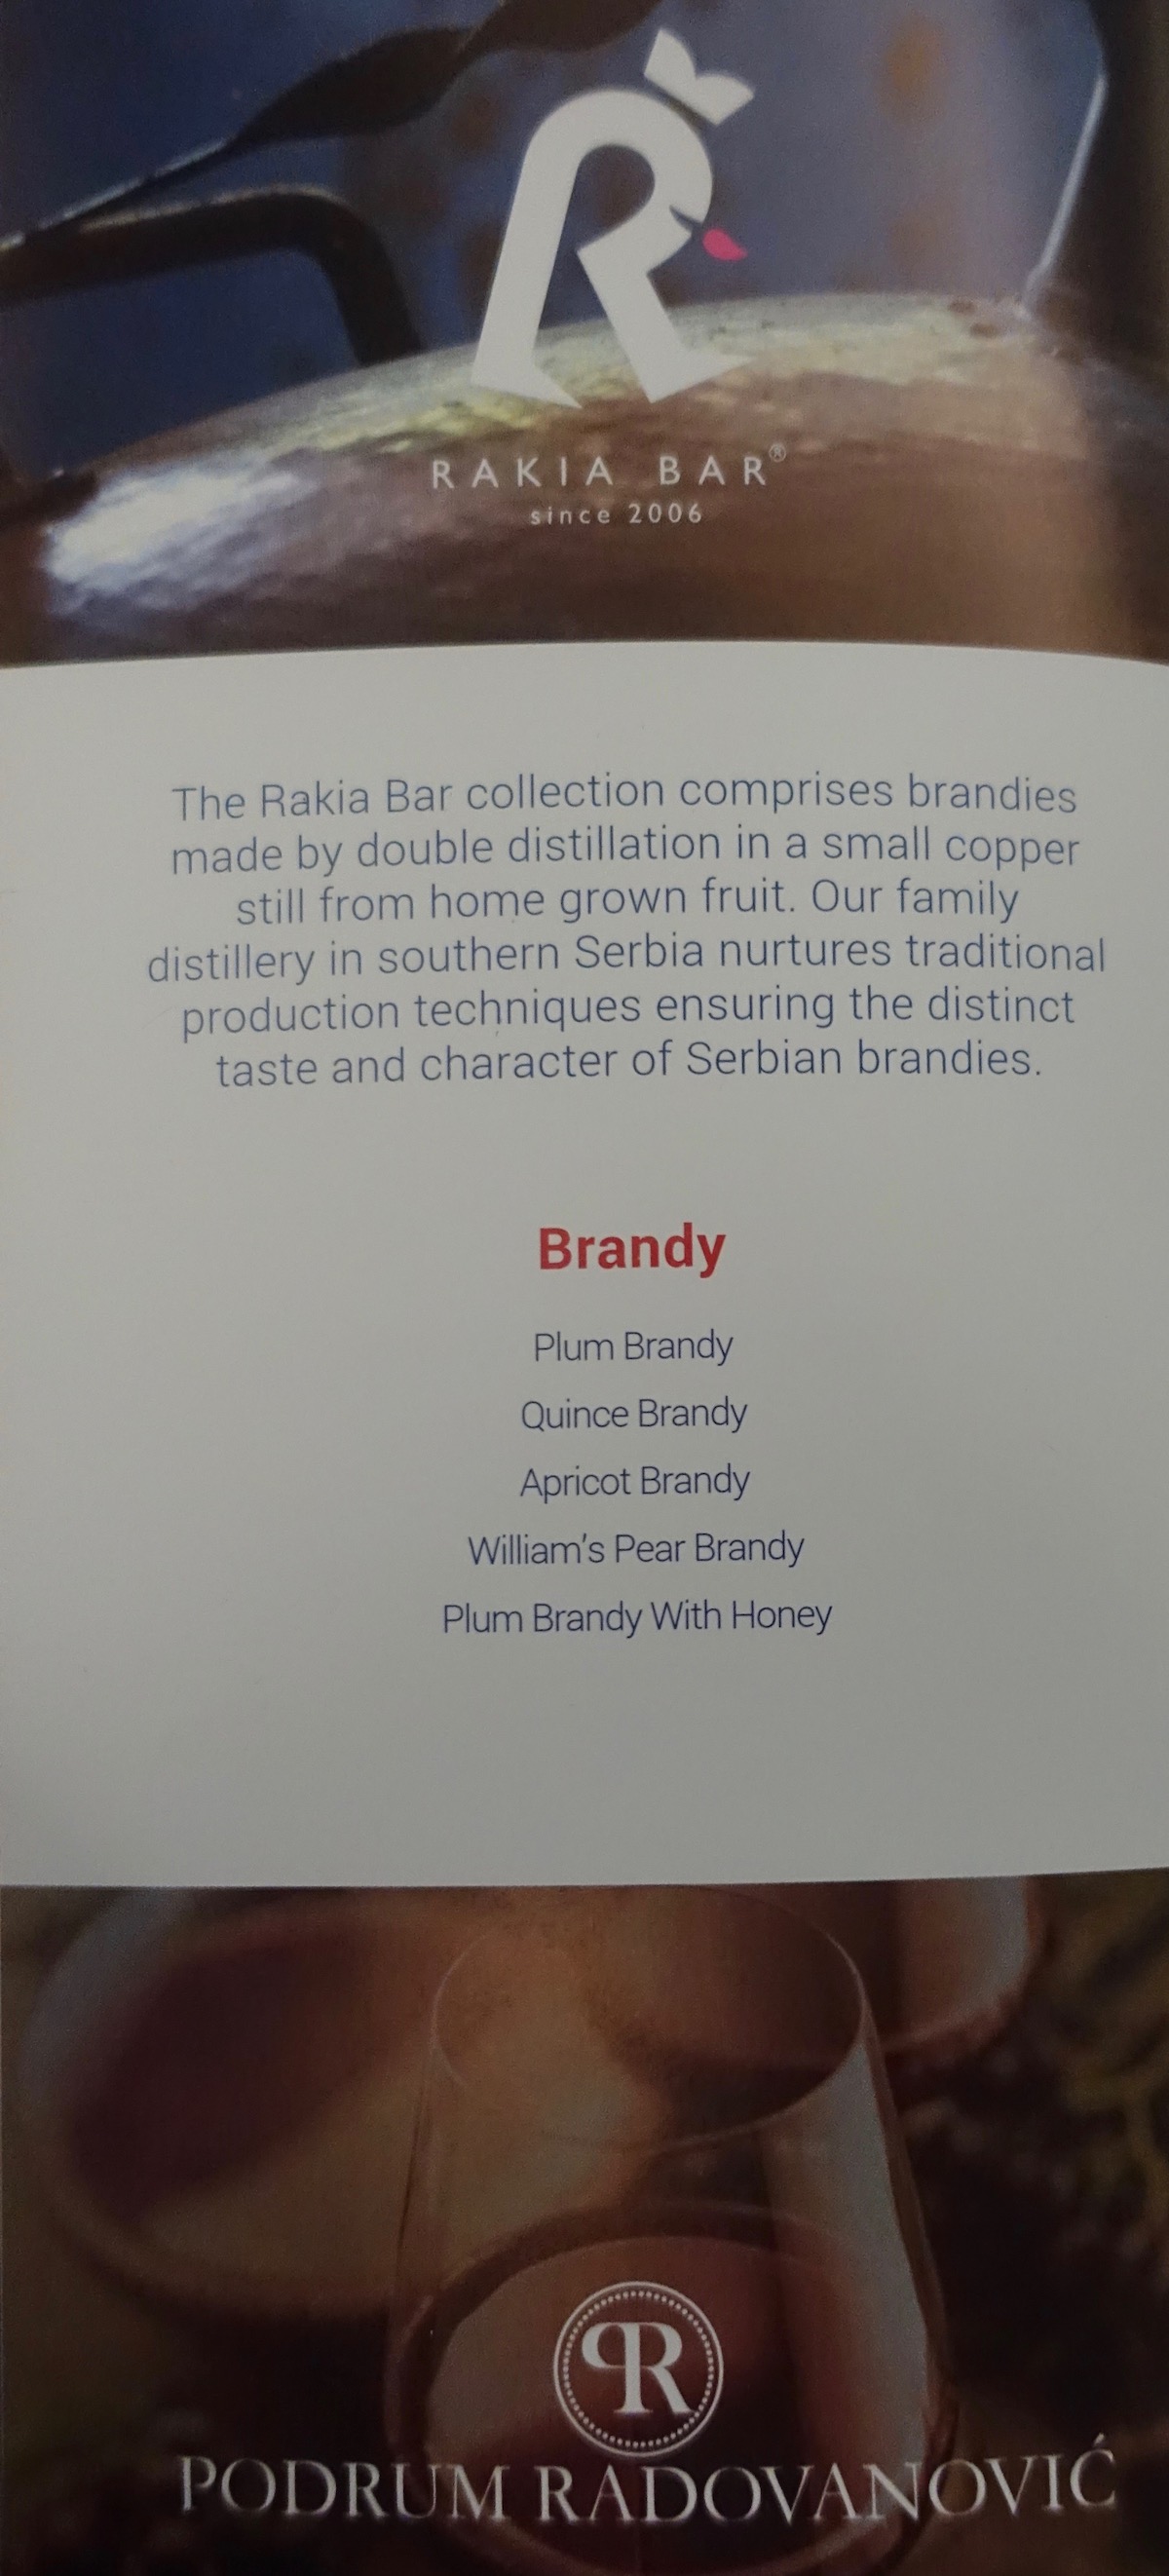 RAKIA BAR®
since 2006
The Rakia Bar collection comprises brandies
made by double distillation in a small copper
still from home grown fruit. Our family
distillery in southern Serbia nurtures traditional
production techniques ensuring the distinct
taste and character of Serbian brandies.
Brandy
Plum Brandy
Quince Brandy
Apricot Brandy
William's Pear Brandy
Plum Brandy With Honey
PR
PODRUM RADOVANOVIĆ